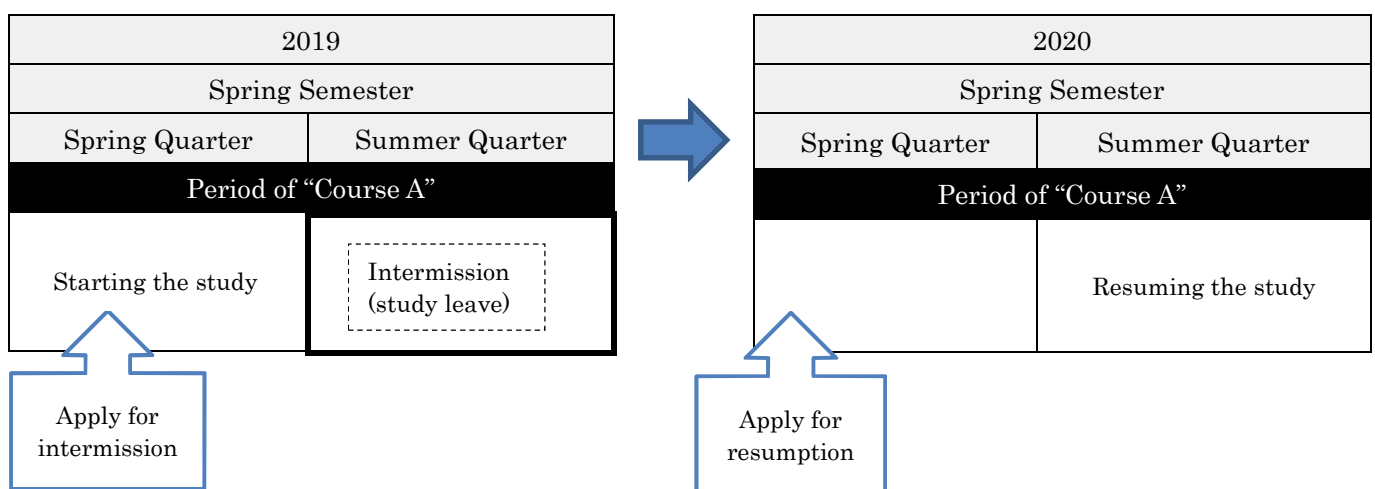 2019
Spring Semester
Spring Quarter
Summer Quarter
Period of “Course A”
Starting the study
Intermission
(study leave)
Apply for
intermission
2020
Spring Semester
Spring Quarter
Summer Quarter
Period of “Course A”
Resuming the study
Apply for
resumption